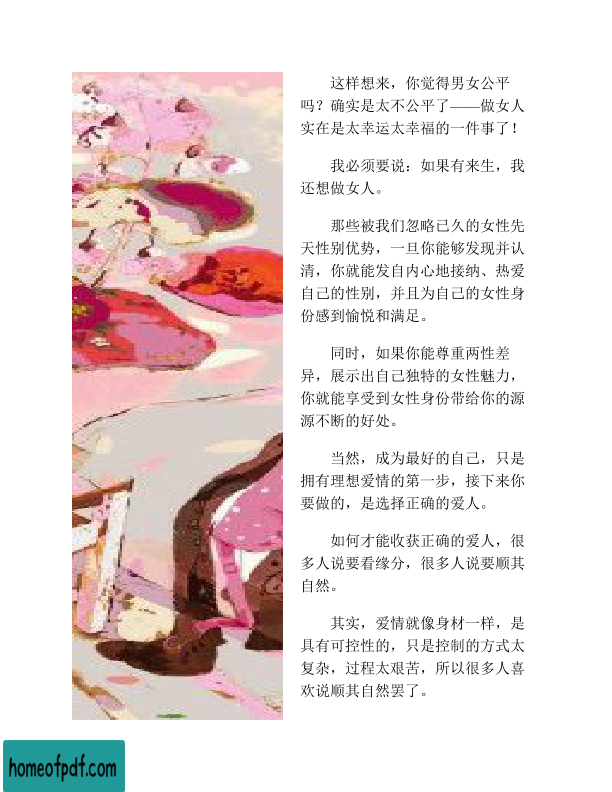 这样想来，你觉得男女公平
吗？确实是太不公平了——做女人
实在是太幸运太幸福的一件事了！
我必须要说：如果有来生，我
还想做女人。
那些被我们忽略已久的女性先
天性别优势，一旦你能够发现并认
清，你就能发自内心地接纳、热爱
自己的性别，并且为自己的女性身
份感到愉悦和满足。
同时，如果你能尊重两性差
异，展示出自己独特的女性魅力，
你就能享受到女性身份带给你的源
源不断的好处。
当然，成为最好的自己，只是
拥有理想爱情的第一步，接下来你
要做的，是选择正确的爱人。
如何才能收获正确的爱人，很
多人说要看缘分，很多人说要顺其
自然。
其实，爱情就像身材一样，是
具有可控性的，只是控制的方式太
复杂，过程太艰苦，所以很多人喜
欢说顺其自然罢了。
homeofpdf.com